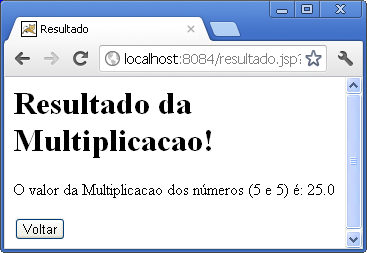 Resultado
localhost:8084/resultado.jsp?
Resultado da
Multiplicacao!
O valor da Multiplicacao dos números (5 e 5) é: 25.0
Voltar